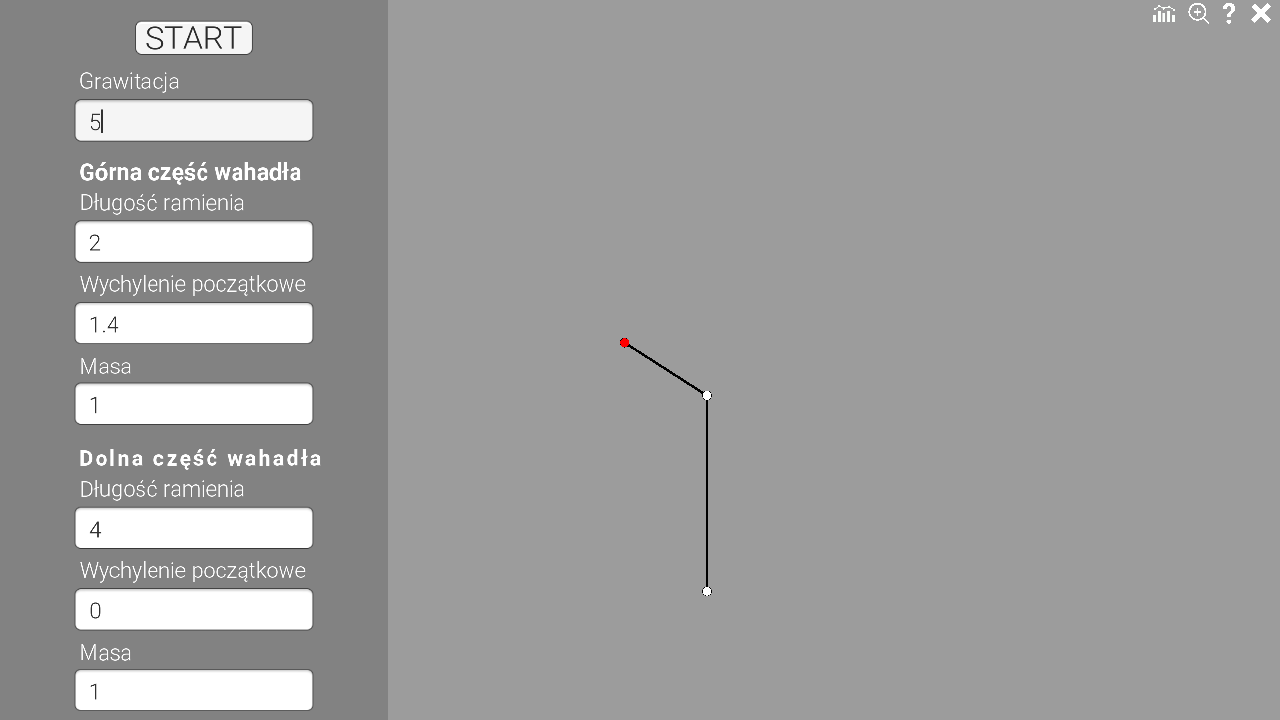 START
Grawitacja
5
Górna część wahadła
Długość ramienia
2
Wychylenie początkowe
1.4
Masa
1
Dolna część wahadła
Długość ramienia
4
Wychylenie początkowe
0
Masa
1
?